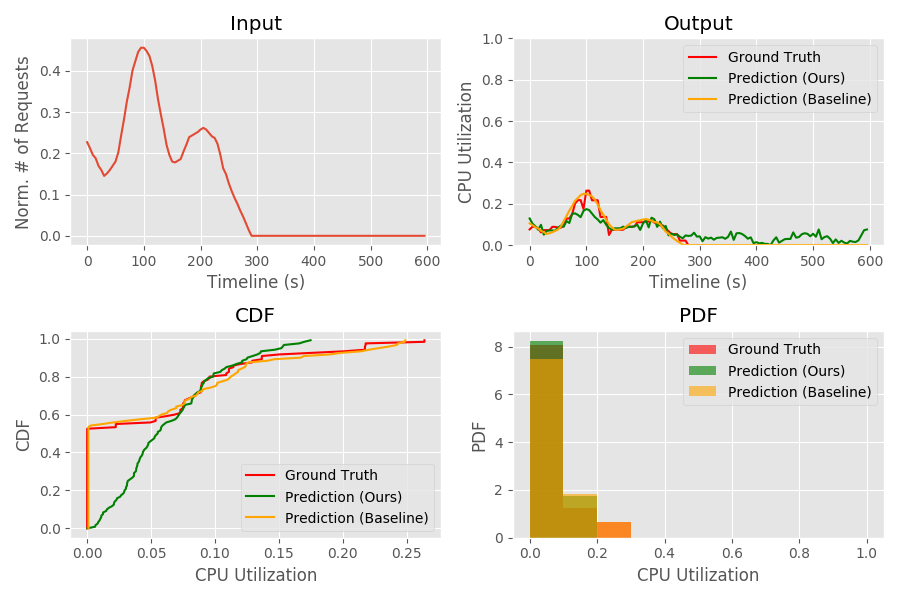 Input
Norm. # of Requests
0.4
0.3
0.2
0.1
0.0
0 100 200 300 400 500 600
Timeline (s)
Output
CPU Utilization
1.0
0.8
0.6
0.4
0.2
0.0
Ground Truth
Prediction (Ours)
Prediction (Baseline)
0 100 200 300 400 500 600
Timeline (s)
CDF
CDF
1.0
0.8
0.6
0.4
0.2
0.0
Ground Truth
Prediction (Ours)
Prediction (Baseline)
0.00 0.05 0.10 0.15 0.20 0.25
CPU Utilization
PDF
PDF
8
6
4
2
0
Ground Truth
Prediction (Ours)
Prediction (Baseline)
0.0 0.2 0.4 0.6 0.8 1.0
CPU Utilization